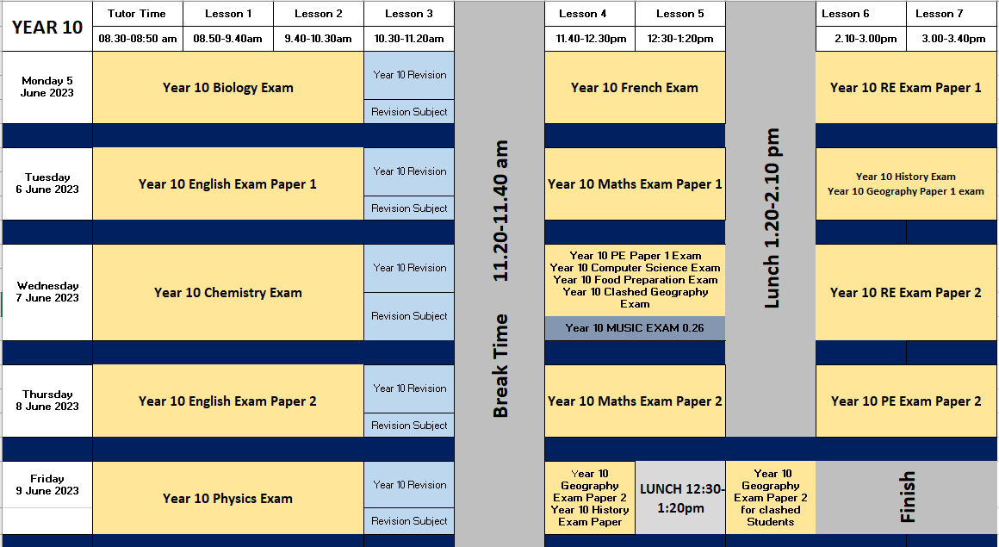 YEAR 10
Tutor Time
Lesson 1
Lesson 2
Lesson 3
Lesson 4
Lesson 5
Lesson 6
Lesson 7
08.30-08:50 am
08.50-9.40am
9.40-10.30am
10.30-11.20am
11.40-12.30pm
12:30-1:20pm
2.10-3.00pm
3.00-3.40pm
Break Time 11.20-11.40 am
Lunch 1.20-2.10 pm
Monday 5
June 2023
Year 10 Biology Exam
Year 10 Revision
Revision Subject
Year 10 French Exam
Year 10 RE Exam Paper 1
Tuesday
6 June 2023
Year 10 English Exam Paper 1
Year 10 Revision
Revision Subject
Year 10 Maths Exam Paper 1
Year 10 History Exam
Year 10 Geography Paper 1 exam
Wednesday
7 June 2023
Year 10 Chemistry Exam
Year 10 Revision
Revision Subject
Year 10 PE Paper 1 Exam
Year 10 Computer Science Exam
Year 10 Food Preparation Exam
Year 10 Clashed Geography
Exam
Year 10 MUSIC EXAM 0.26
Year 10 RE Exam Paper 2
Thursday
8 June 2023
Year 10 English Exam Paper 2
Year 10 Revision
Revision Subject
Year 10 Maths Exam Paper 2
Year 10 PE Exam Paper 2
Friday
9 June 2023
Year 10 Physics Exam
Year 10 Revision
Revision Subject
Year 10
Geography
Exam Paper 2
Year 10 History
Exam Paper
LUNCH 12:30-
1:20pm
Year 10
Geography
Exam Paper 2
for clashed
Students
Finish